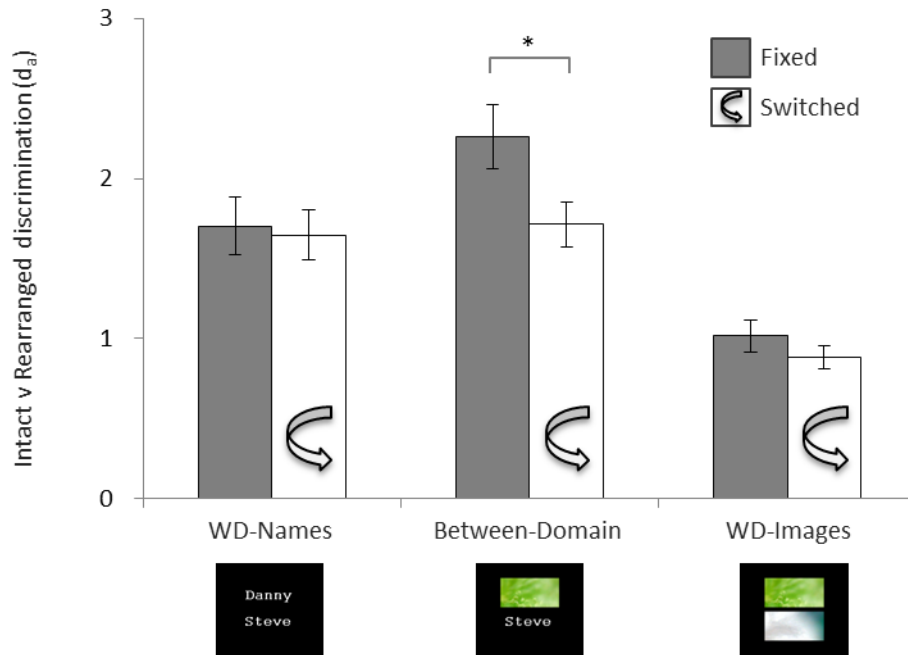 3
2
1
0
Intact v Rearranged discrimination (dₐ)
*
Fixed
Switched
WD-Names
Between-Domain
WD-Images
Danny
Steve
Steve